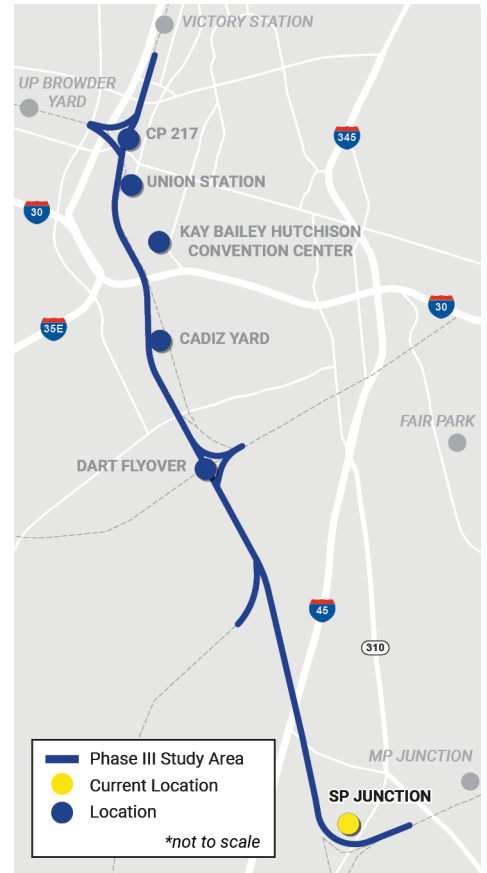 VICTORY STATION
UP BROWDER
YARD
CP 217
345
UNION STATION
30
KAY BAILEY HUTCHISON
CONVENTION CENTER
30
35E
CADIZ YARD
FAIR PARK
DART FLYOVER
45
310
MP JUNCTION
SP JUNCTION
Phase III Study Area
Current Location
Location
*not to scale